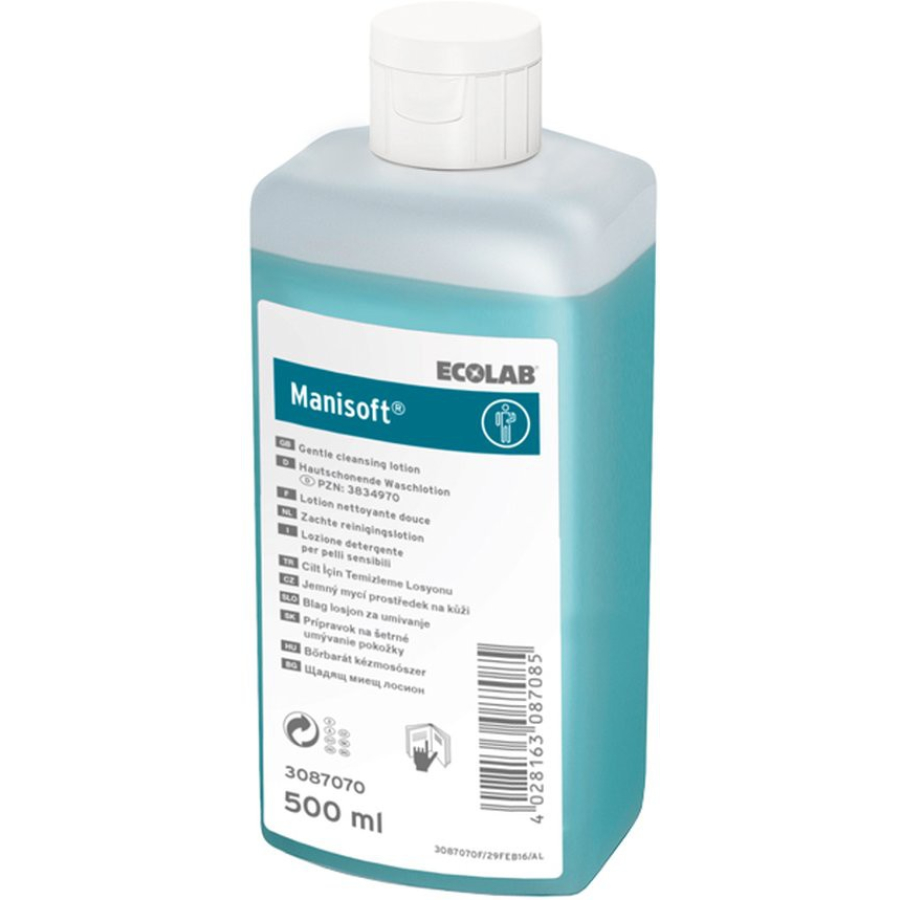 ECOLAB®
Manisoft®
GB Gentle cleansing lotion
D Hautschonende Waschlotion
D PZN: 3834970
F Lotion nettoyante douce
NL Zachte reinigingslotion
I Lozione detergente
per pelli sensibili
TR Cilt İçin Temizleme Losyonu
CZ Jemný mycí prostředek na kůži
SLO Blag losjon za umivanje
SK Prípravok na šetrné
umývanie pokožky
HU Bőrbarát kézmosószer
BG Щадящ миещ лосион
3087070
500 ml
4 028163 087085
3087070F/29FEB16/AL